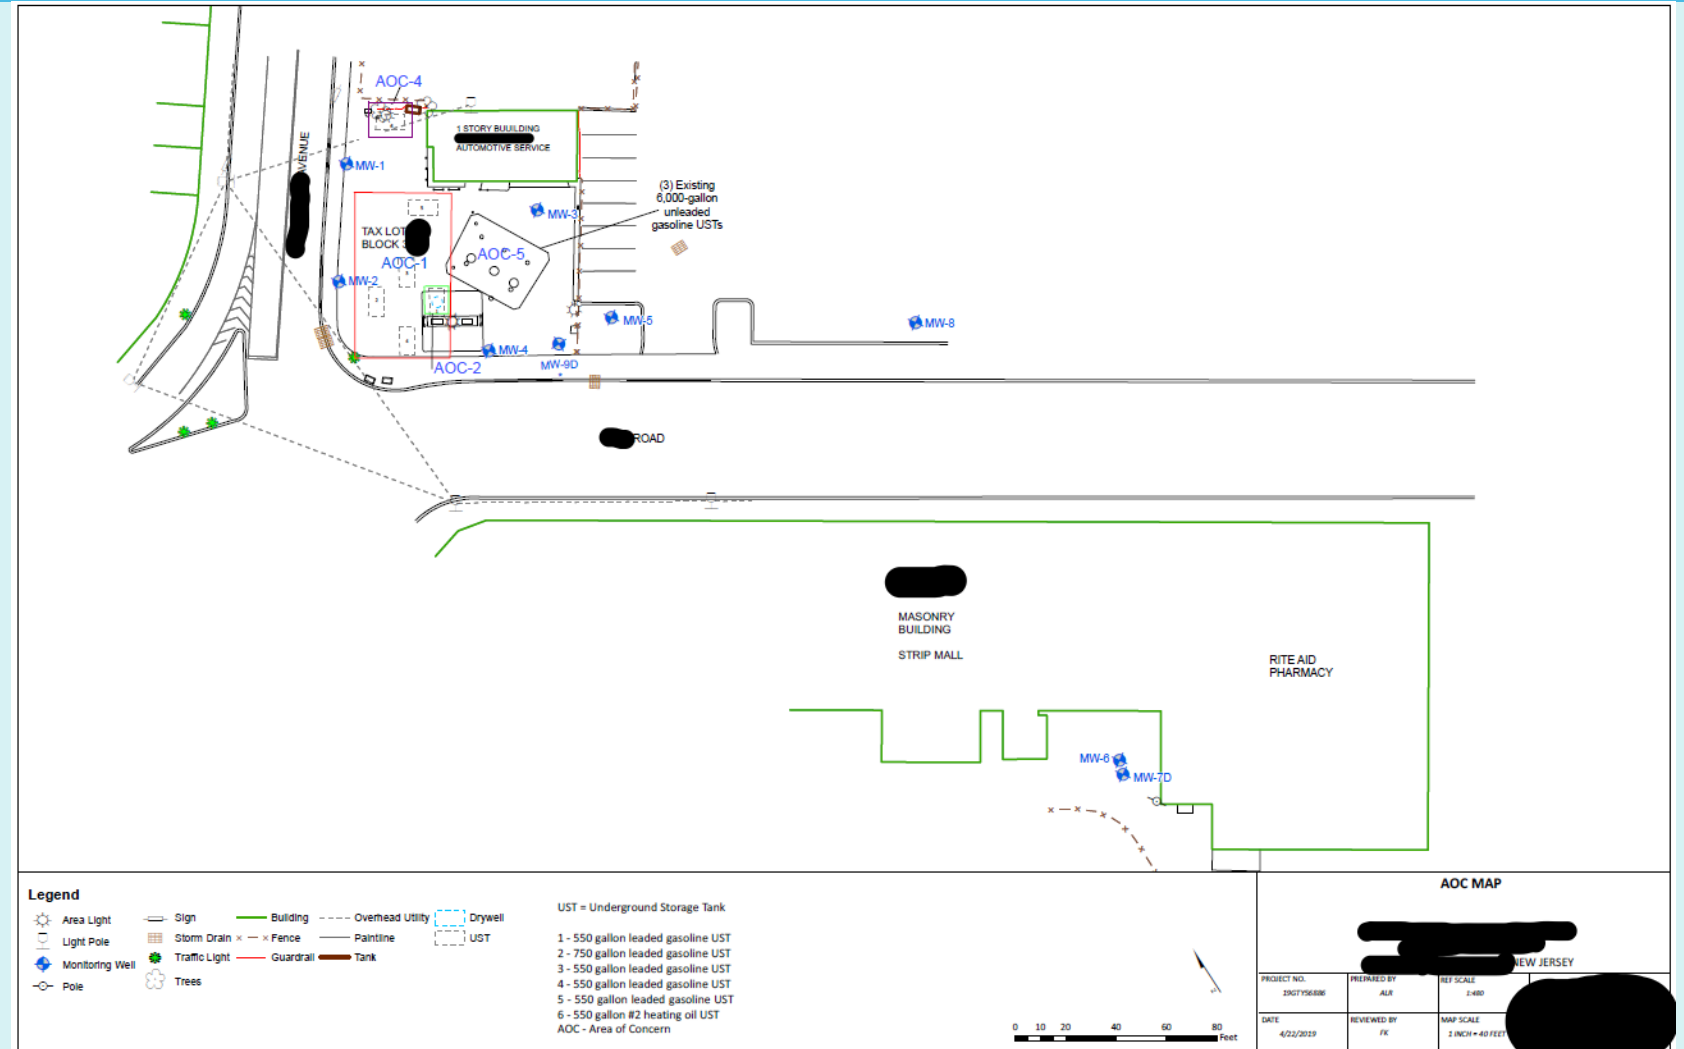 AOC-4
1 STORY BUUILDING
AUTOMOTIVE SERVICE
AVENUE
MW-1
(3) Existing
6,000-gallon
unleaded
gasoline USTs
MW-3
TAX LOT
BLOCK 3
AOC-5
AOC-1
MW-2
MW-5
MW-8
MW-4
MW-9D
AOC-2
ROAD
MASONRY
BUILDING
STRIP MALL
RITE AID
PHARMACY
MW-6
MW-7D
Legend
Area Light
Light Pole
Monitoring Well
Pole
Sign
Storm Drain
Traffic Light
Trees
Building
Fence
Guardrail
Overhead Utility
Paintline
Tank
Drywell
UST
UST = Underground Storage Tank
1 - 550 gallon leaded gasoline UST
2 - 750 gallon leaded gasoline UST
3 - 550 gallon leaded gasoline UST
4 - 550 gallon leaded gasoline UST
5 - 550 gallon leaded gasoline UST
6 - 550 gallon #2 heating oil UST
AOC - Area of Concern
0 10 20 40 60 80
Feet
AOC MAP
NEW JERSEY
PROJECT NO.
19GTY56886
PREPARED BY
ALR
REF SCALE
1:480
DATE
4/22/2019
REVIEWED BY
FK
MAP SCALE
1 INCH = 40 FEET